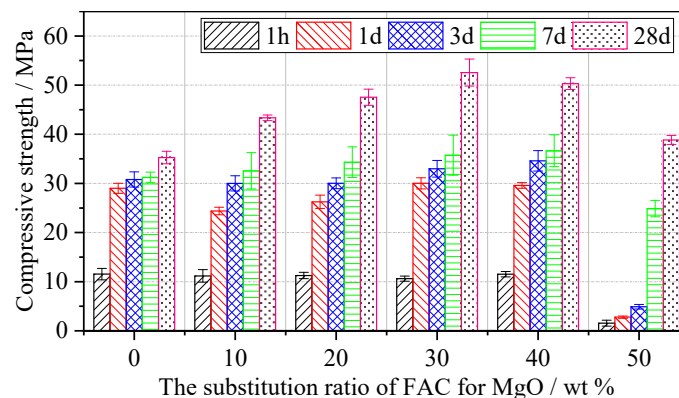 1h 1d 3d 7d 28d
60
50
40
30
20
10
0
Compressive strength / MPa
0 10 20 30 40 50
The substitution ratio of FAC for MgO / wt %